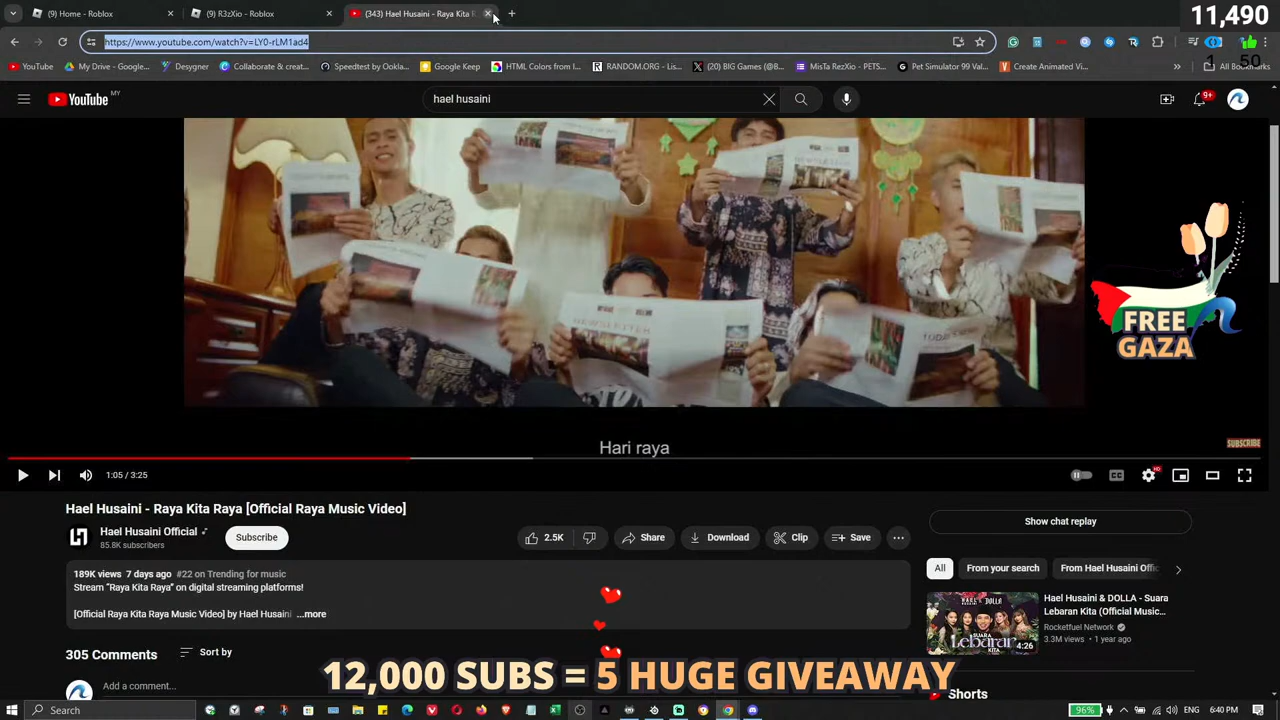 (9) Home - Roblox
(9) R3zXio - Roblox
(343) Hael Husaini - Raya Kita R
11,490
https://www.youtube.com/watch?v=LY0-rLM1ad4
1
50
YouTube
My Drive - Google...
Desygner
Collaborate & creat...
Speedtest by Ookla...
Google Keep
HTML Colors from I...
RANDOM.ORG - Lis...
(20) BIG Games (@B...
MisTa RezXio - PETS...
Pet Simulator 99 Val...
Create Animated Vi...
All Bookmarks
YouTube
MY
hael husaini
9+
FREE
GAZA
Hari raya
SUBSCRIBE
1:05 / 3:25
HD
Hael Husaini - Raya Kita Raya [Official Raya Music Video]
Show chat replay
Hael Husaini Official
85.8K subscribers
Subscribe
2.5K
Share
Download
Clip
Save
All
From your search
From Hael Husaini Offic
189K views 7 days ago #22 on Trending for music
Stream "Raya Kita Raya" on digital streaming platforms!
[Official Raya Kita Raya Music Video] by Hael Husaini ...more
Hael Husaini & DOLLA - Suara
Lebaran Kita (Official Music...
Rocketfuel Network
3.3M views • 1 year ago
4:26
305 Comments
Sort by
Add a comment...
Shorts
12,000 SUBS = 5 HUGE GIVEAWAY
Search
96%
ENG
6:40 PM